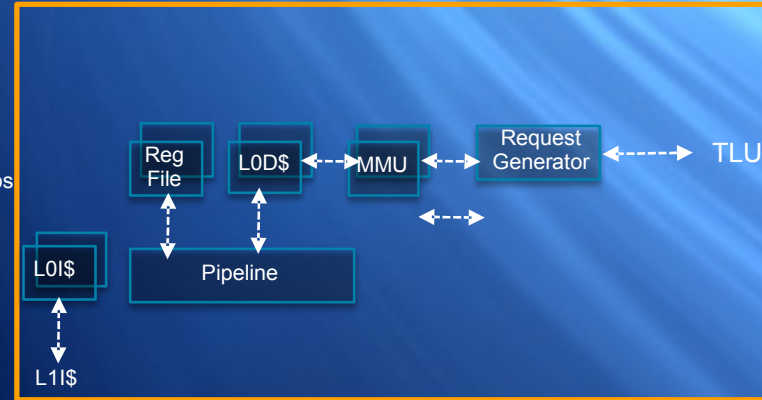 Request
Generator
TLU
Reg
File
L0D$
MMU
L0I$
Pipeline
L1I$